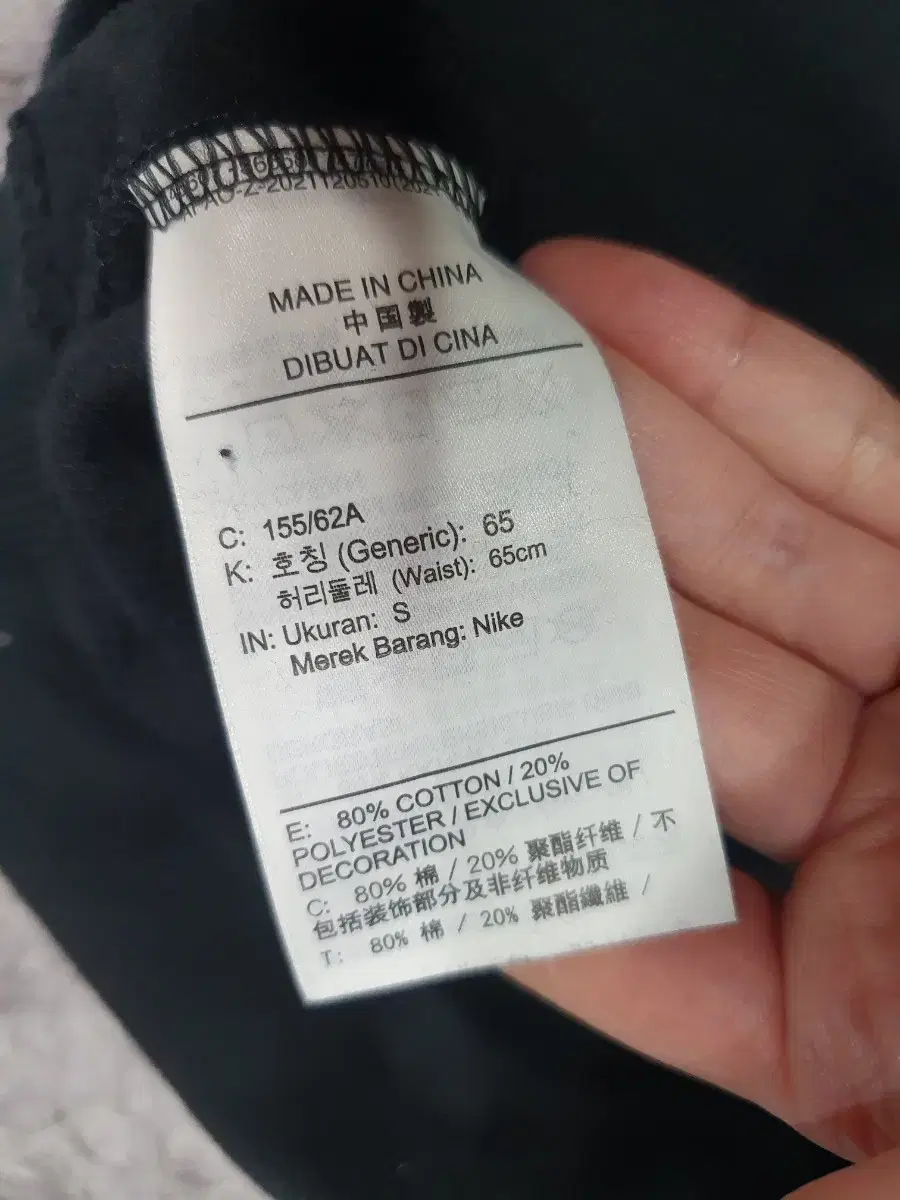 MADE IN CHINA
中国製
DIBUAT DI CINA
C: 155/62A
K: 호칭 (Generic): 65
허리둘레 (Waist): 65cm
IN: Ukuran: S
Merek Barang: Nike
E: 80% COTTON / 20%
POLYESTER / EXCLUSIVE OF
DECORATION
C: 80% 棉 / 20% 聚酯纤维 / 不
包括装饰部分及非纤维物质
T: 80% 棉 / 20% 聚酯纖維 /